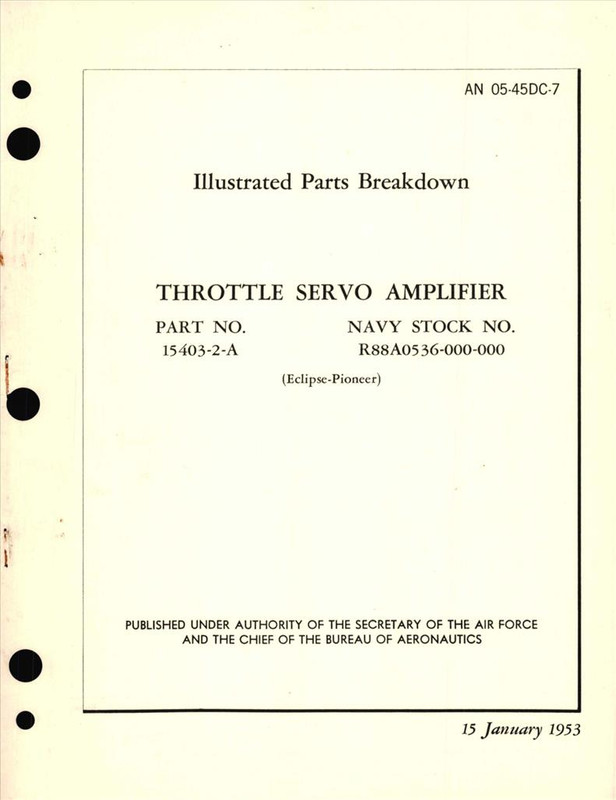 AN 05-45DC-7
Illustrated Parts Breakdown
THROTTLE SERVO AMPLIFIER
PART NO. NAVY STOCK NO.
15403-2-A R88A0536-000-000
(Eclipse-Pioneer)
PUBLISHED UNDER AUTHORITY OF THE SECRETARY OF THE AIR FORCE
AND THE CHIEF OF THE BUREAU OF AERONAUTICS
15 January 1953